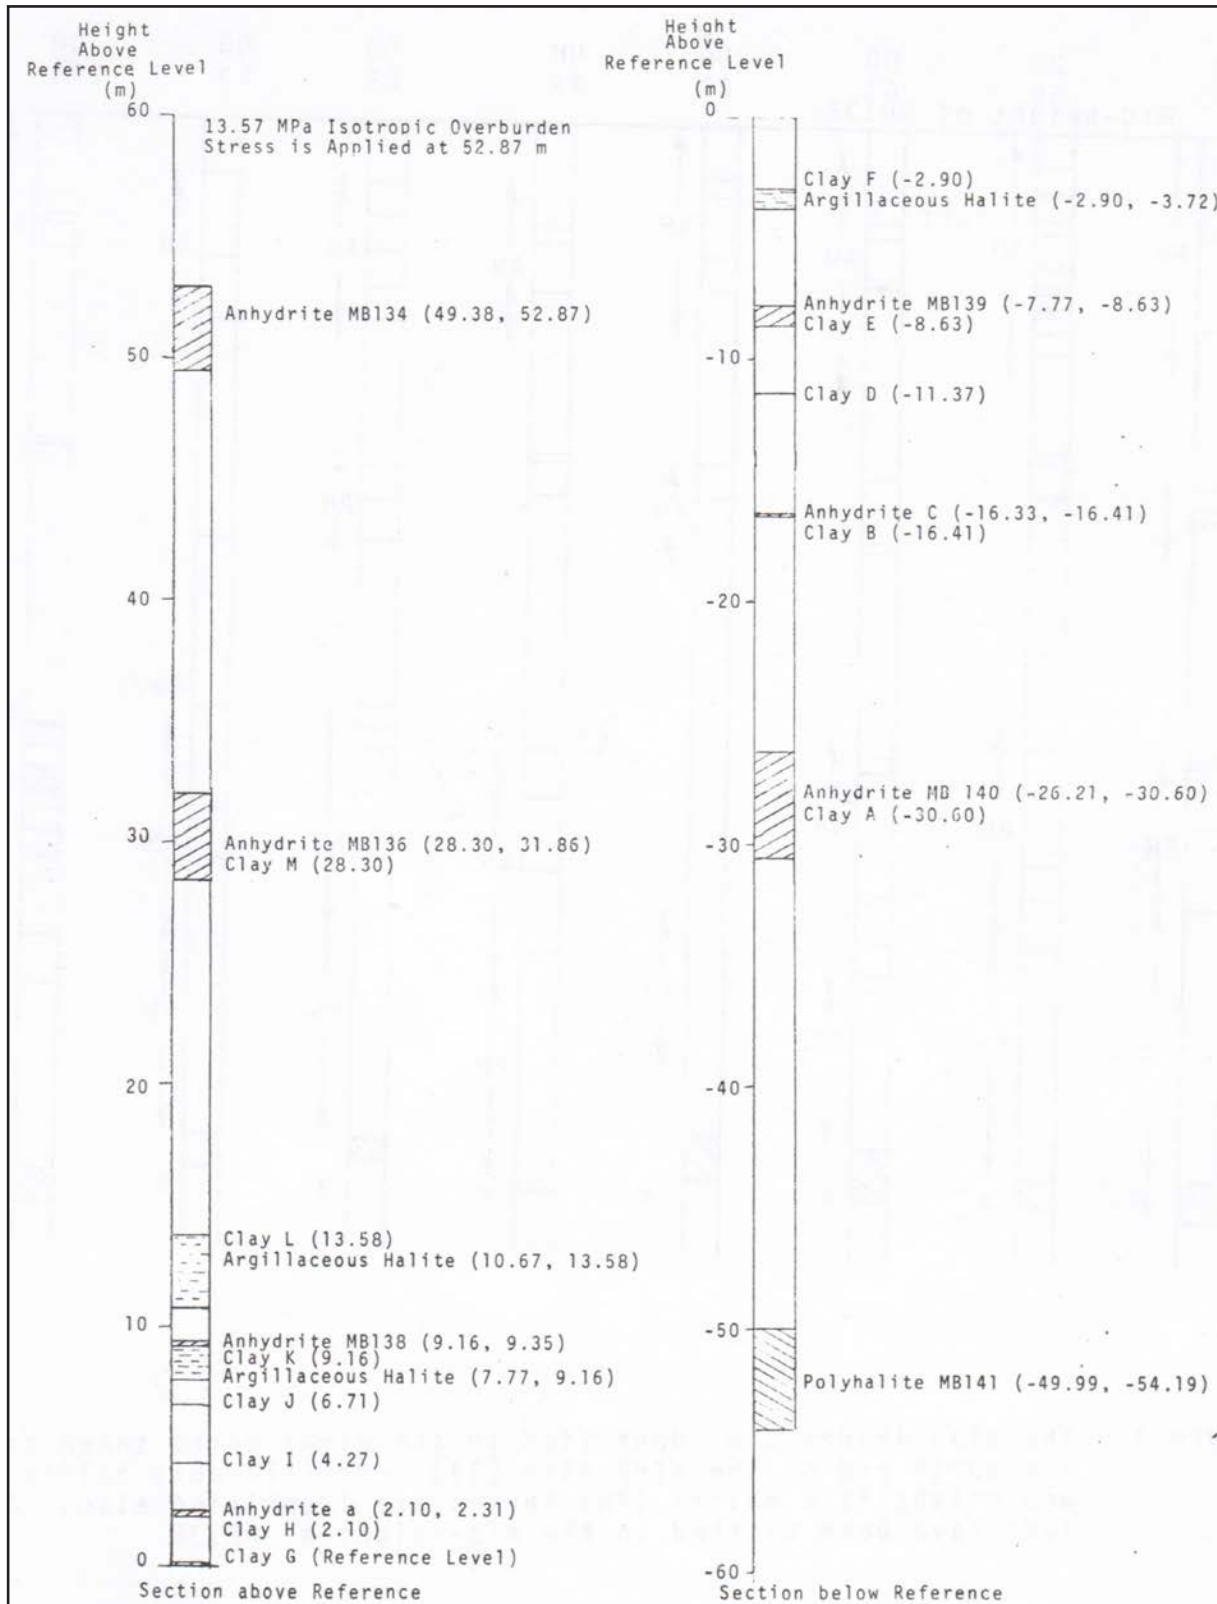 Height
Above
Reference Level
(m)
60
13.57 MPa Isotropic Overburden
Stress is Applied at 52.87 m
Anhydrite MB134 (49.38, 52.87)
50
40
30
Anhydrite MB136 (28.30, 31.86)
Clay M (28.30)
20
Clay L (13.58)
Argillaceous Halite (10.67, 13.58)
10
Anhydrite MB138 (9.16, 9.35)
Clay K (9.16)
Argillaceous Halite (7.77, 9.16)
Clay J (6.71)
Clay I (4.27)
Anhydrite a (2.10, 2.31)
Clay H (2.10)
0
Clay G (Reference Level)
Section above Reference
Height
Above
Reference Level
(m)
0
Clay F (-2.90)
Argillaceous Halite (-2.90, -3.72)
Anhydrite MB139 (-7.77, -8.63)
Clay E (-8.63)
-10
Clay D (-11.37)
Anhydrite C (-16.33, -16.41)
Clay B (-16.41)
-20
Anhydrite MB 140 (-26.21, -30.60)
Clay A (-30.60)
-30
-40
-50
Polyhalite MB141 (-49.99, -54.19)
-60
Section below Reference